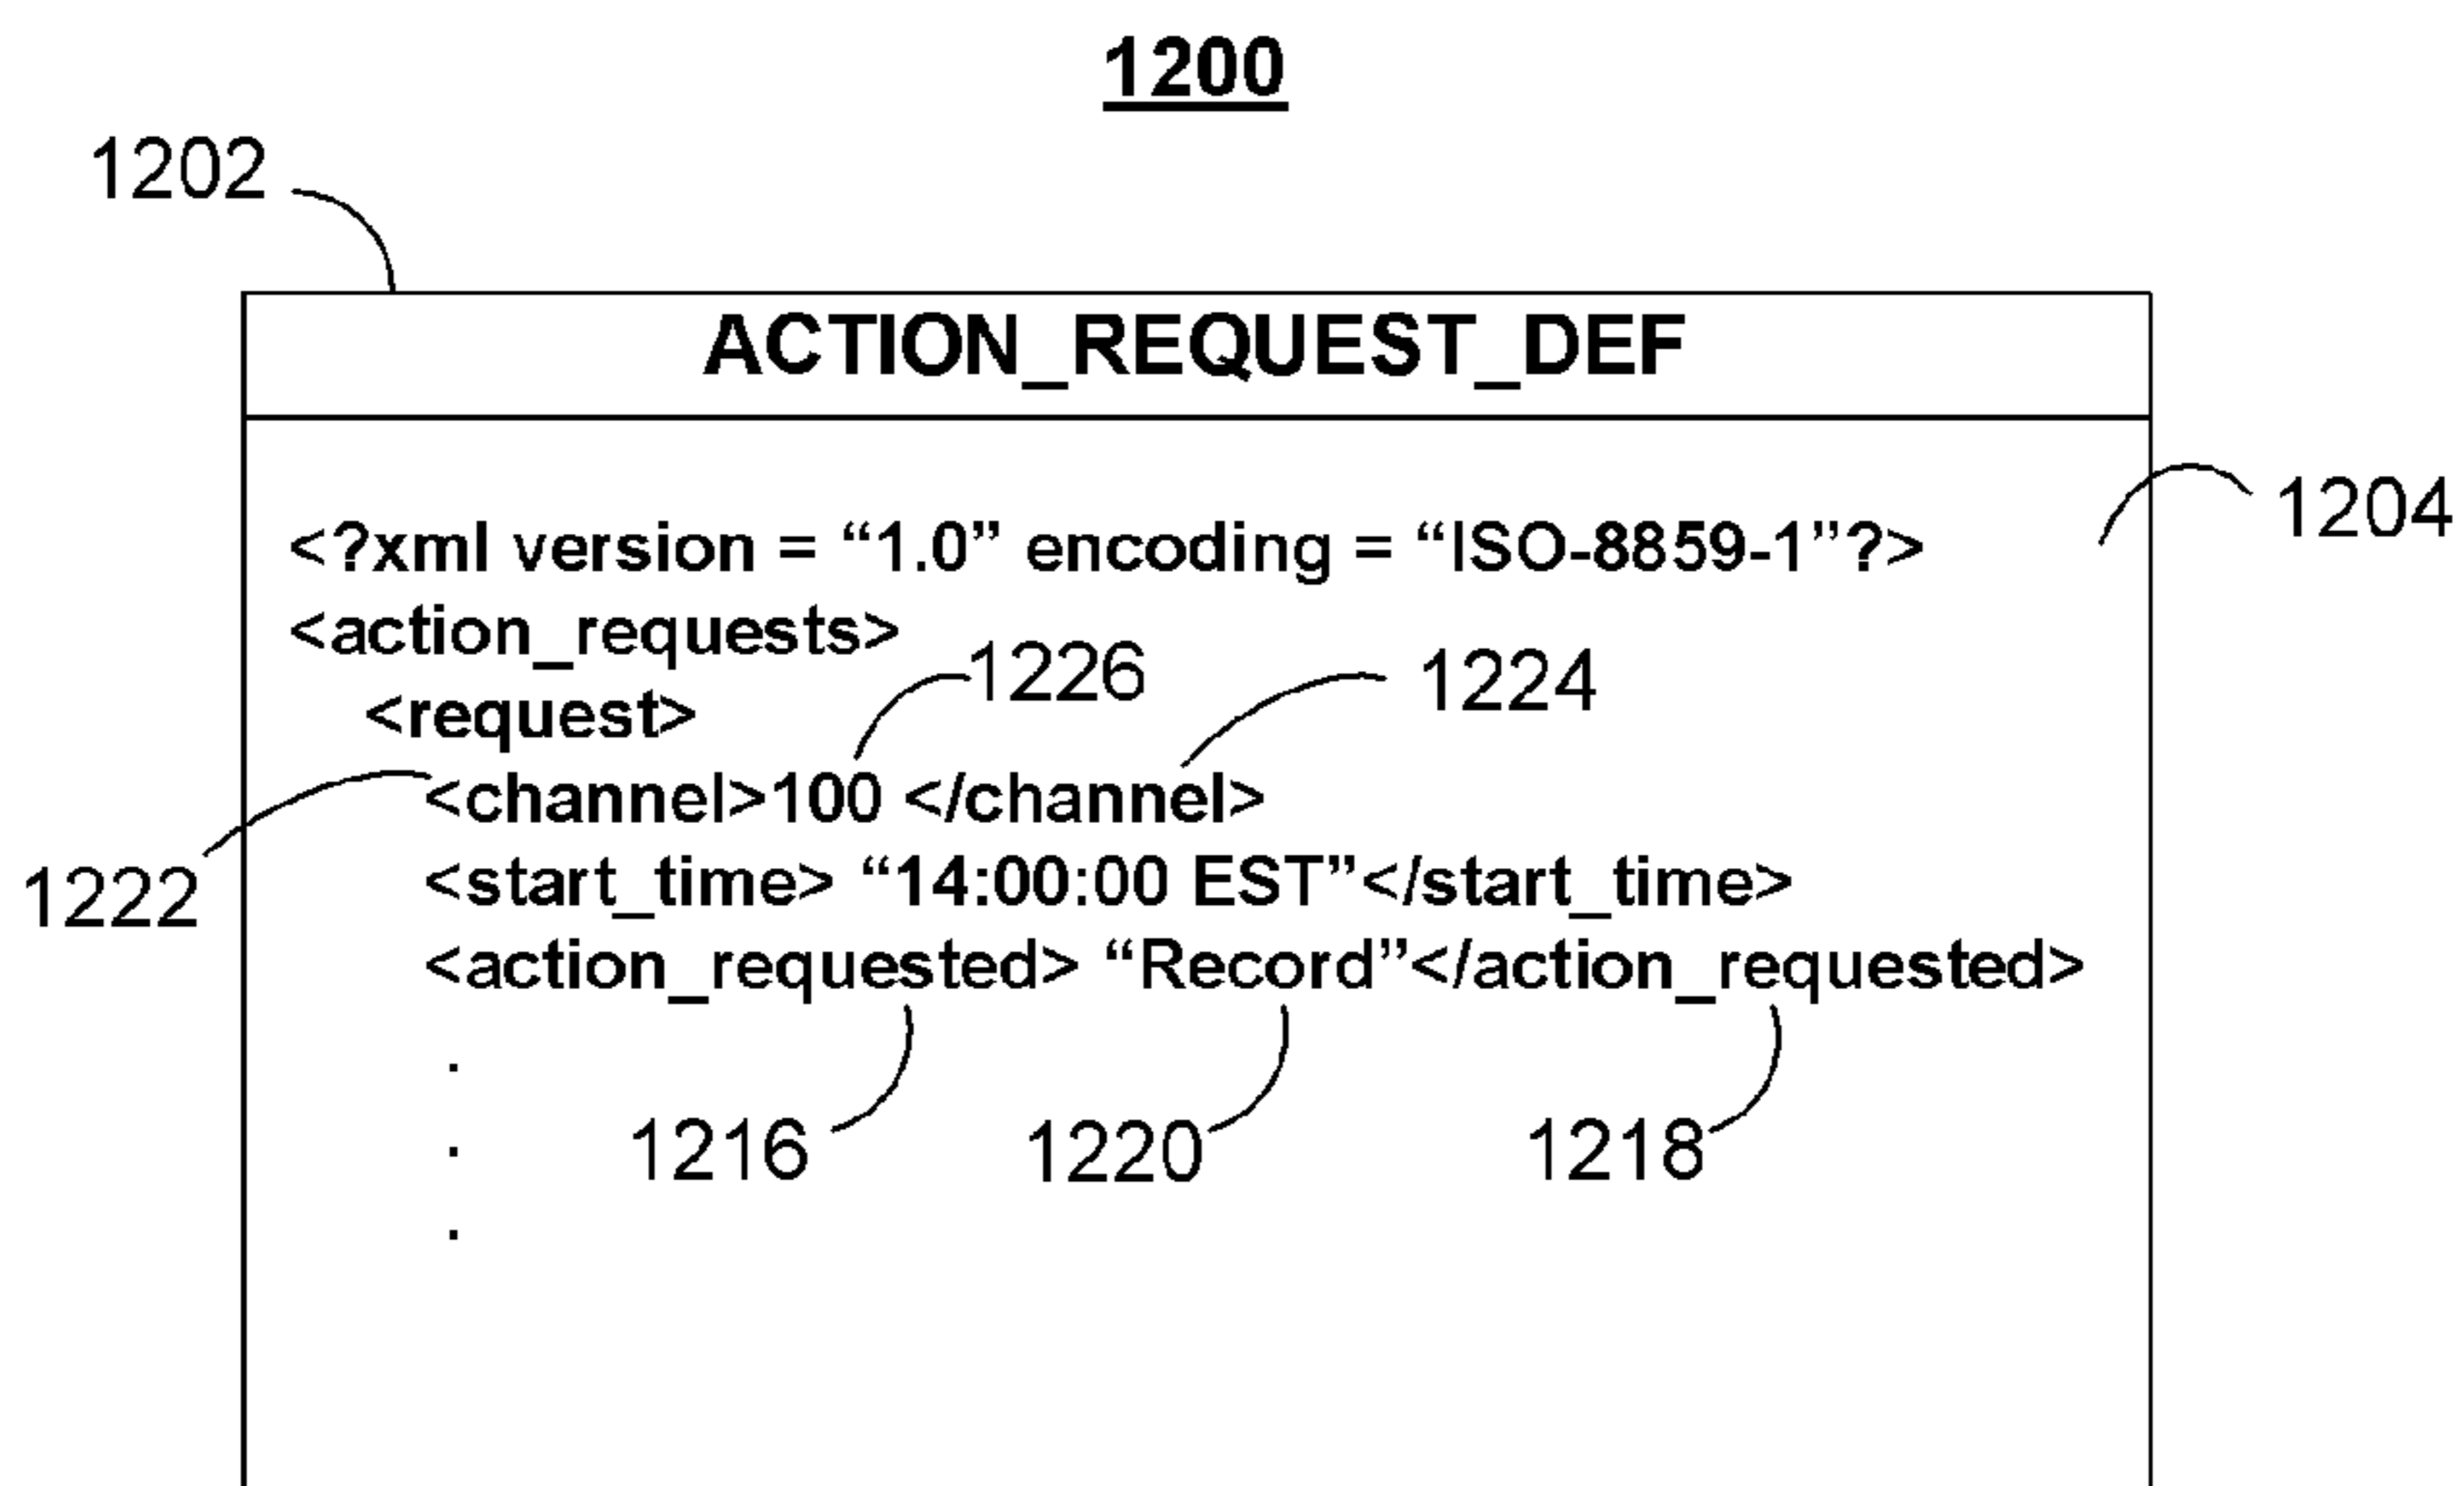 1200
1202
ACTION_REQUEST_DEF
1204
<?xml version = “1.0” encoding = “ISO-8859-1”?>
<action_requests>
1226 1224
<request>
<channel>100 </channel>
1222
<start_time> “14:00:00 EST”</start_time>
<action_requested> “Record”</action_requested>
.
.
.
1216 1220 1218